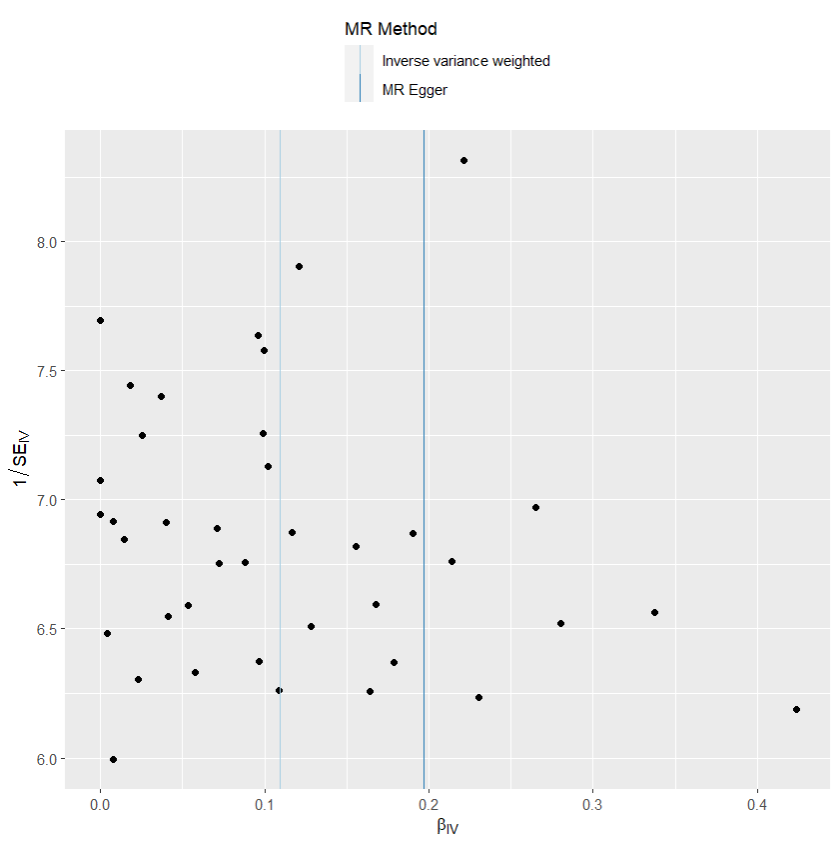 MR Method
Inverse variance weighted
MR Egger
8.0
7.5
7.0
6.5
6.0
1 / SE_IV
0.0 0.1 0.2 0.3 0.4
β_IV